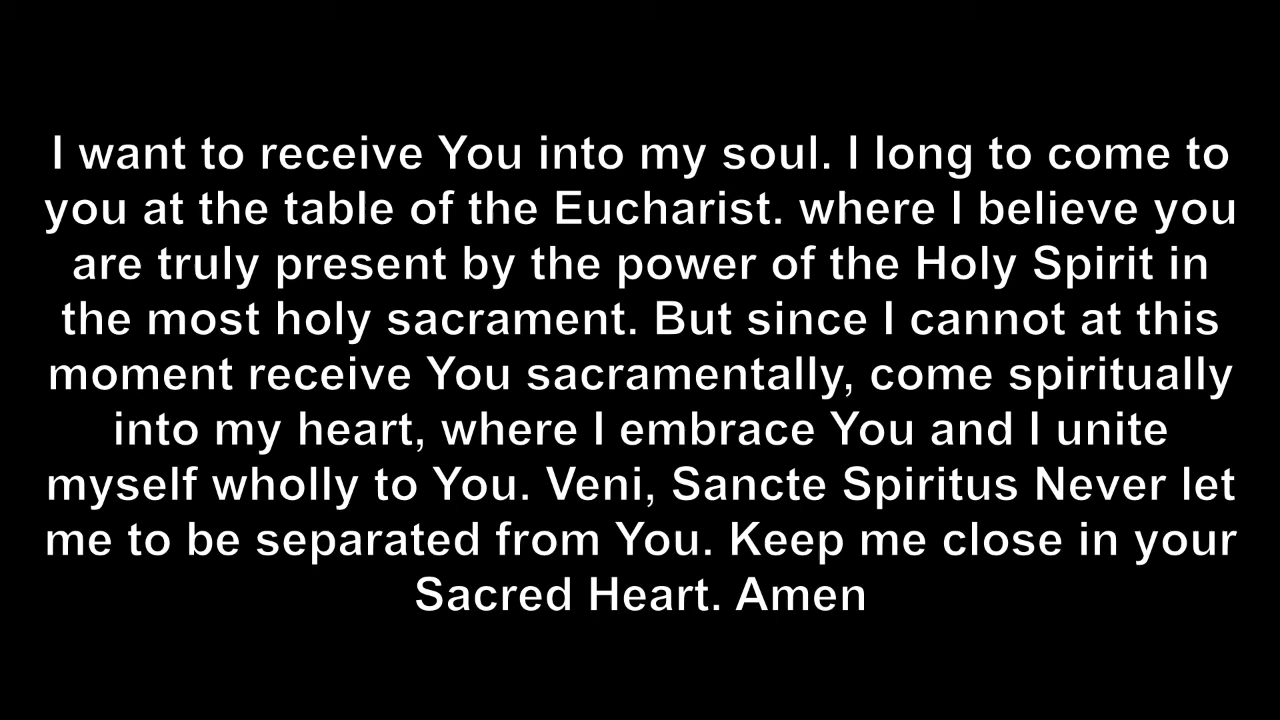 I want to receive You into my soul. I long to come to
you at the table of the Eucharist. where I believe you
are truly present by the power of the Holy Spirit in
the most holy sacrament. But since I cannot at this
moment receive You sacramentally, come spiritually
into my heart, where I embrace You and I unite
myself wholly to You. Veni, Sancte Spiritus Never let
me to be separated from You. Keep me close in your
Sacred Heart. Amen